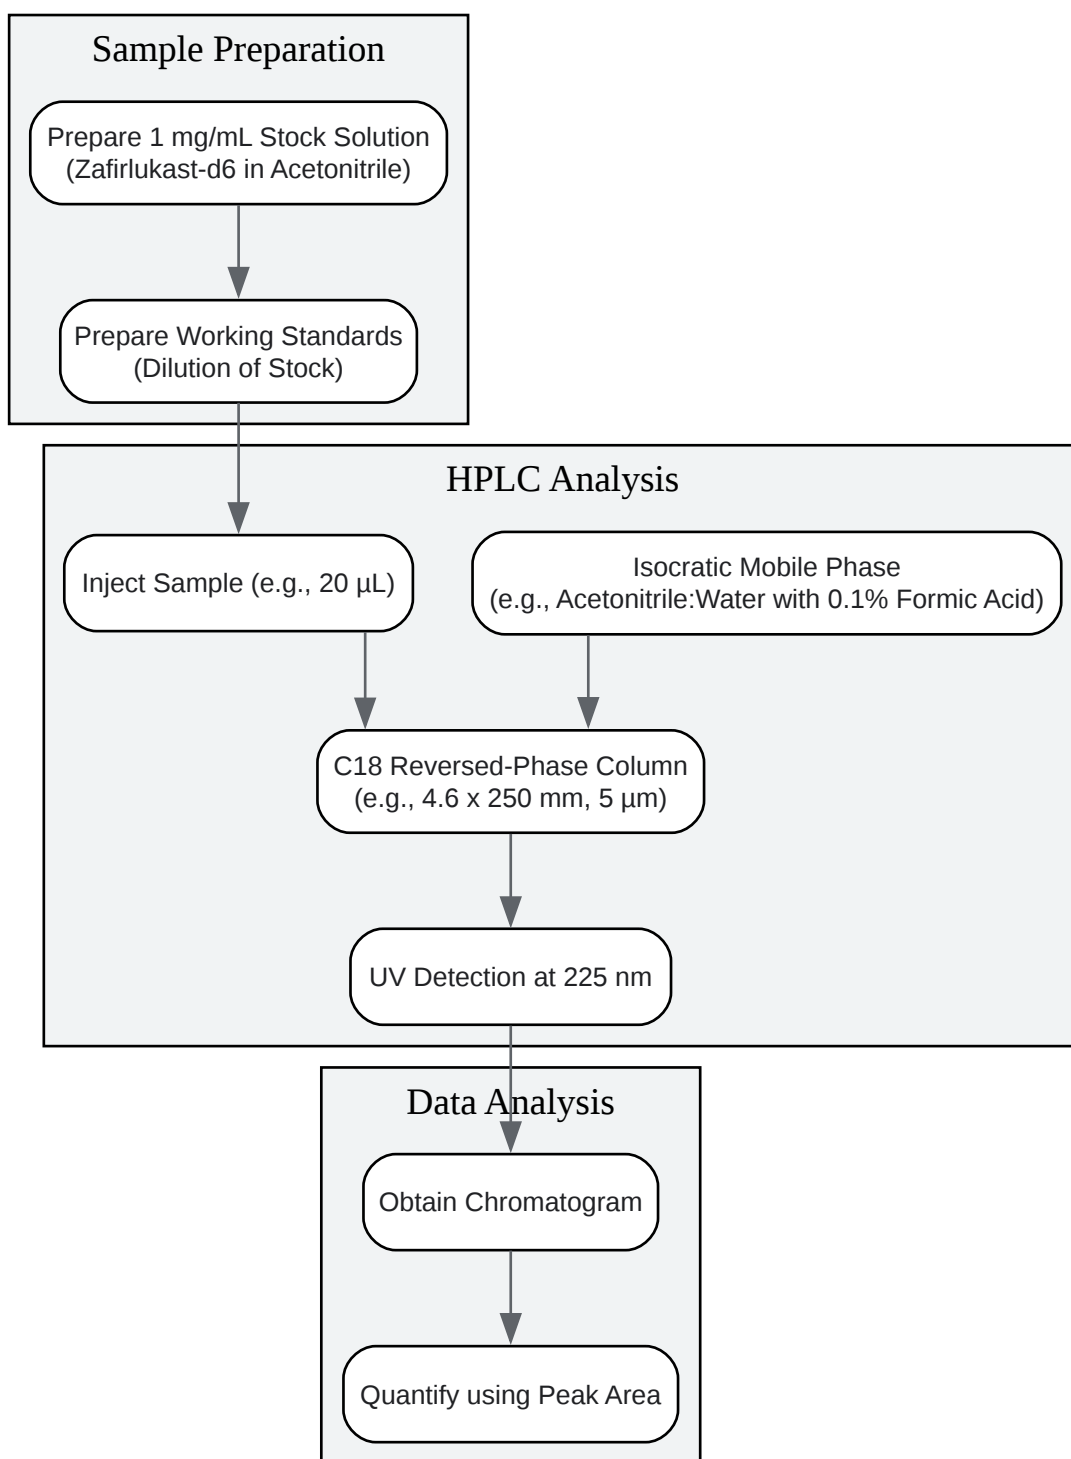 Sample Preparation
Prepare 1 mg/mL Stock Solution
(Zafirlukast-d6 in Acetonitrile)
Prepare Working Standards
(Dilution of Stock)
HPLC Analysis
Inject Sample (e.g., 20 µL)
Isocratic Mobile Phase
(e.g., Acetonitrile:Water with 0.1% Formic Acid)
C18 Reversed-Phase Column
(e.g., 4.6 x 250 mm, 5 µm)
UV Detection at 225 nm
Data Analysis
Obtain Chromatogram
Quantify using Peak Area